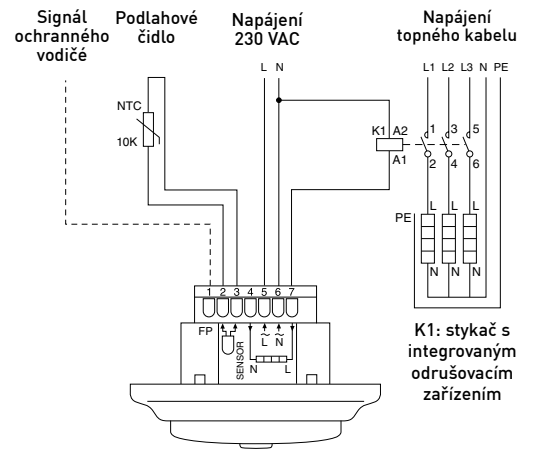 Signál
ochranného
vodičé
Podlahové
čidlo
Napájení
230 VAC
Napájení
topného kabelu
L N
L1 L2 L3 N PE
NTC
10K
K1 A2
A1
1 3 5
2 4 6
L L L
PE
N N N
1 2 3 4 5 6 7
FP
SENSOR
N L N L
K1: stykač s
integrovaným
odrušovacím
zařízením